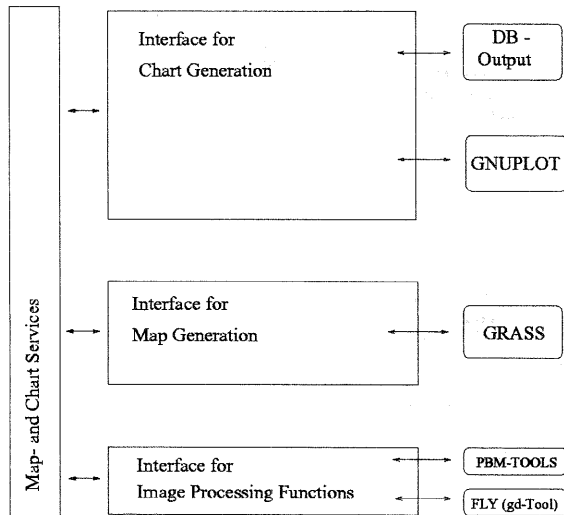 Interface for
Chart Generation
DB -
Output
GNUPLOT
Map- and Chart Services
Interface for
Map Generation
GRASS
Interface for
Image Processing Functions
PBM-TOOLS
FLY (gd-Tool)